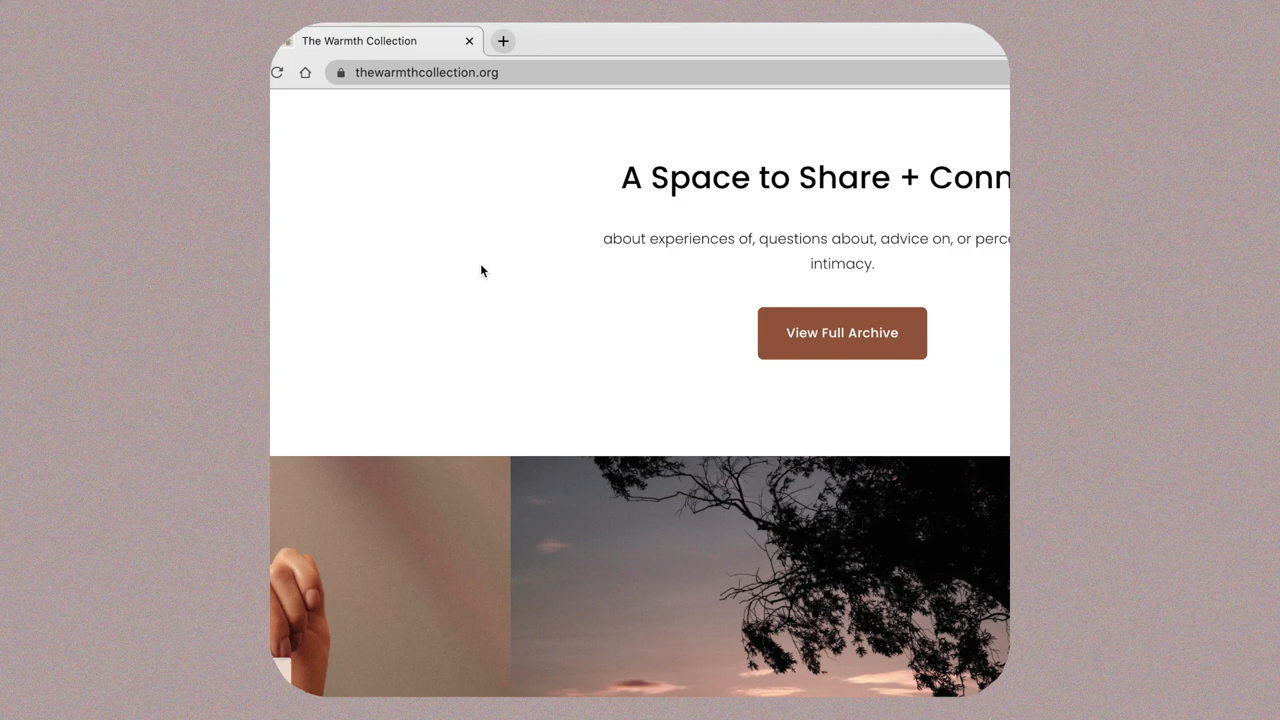 The Warmth Collection
thewarmthcollection.org
A Space to Share + Conn
about experiences of, questions about, advice on, or perce
intimacy.
View Full Archive